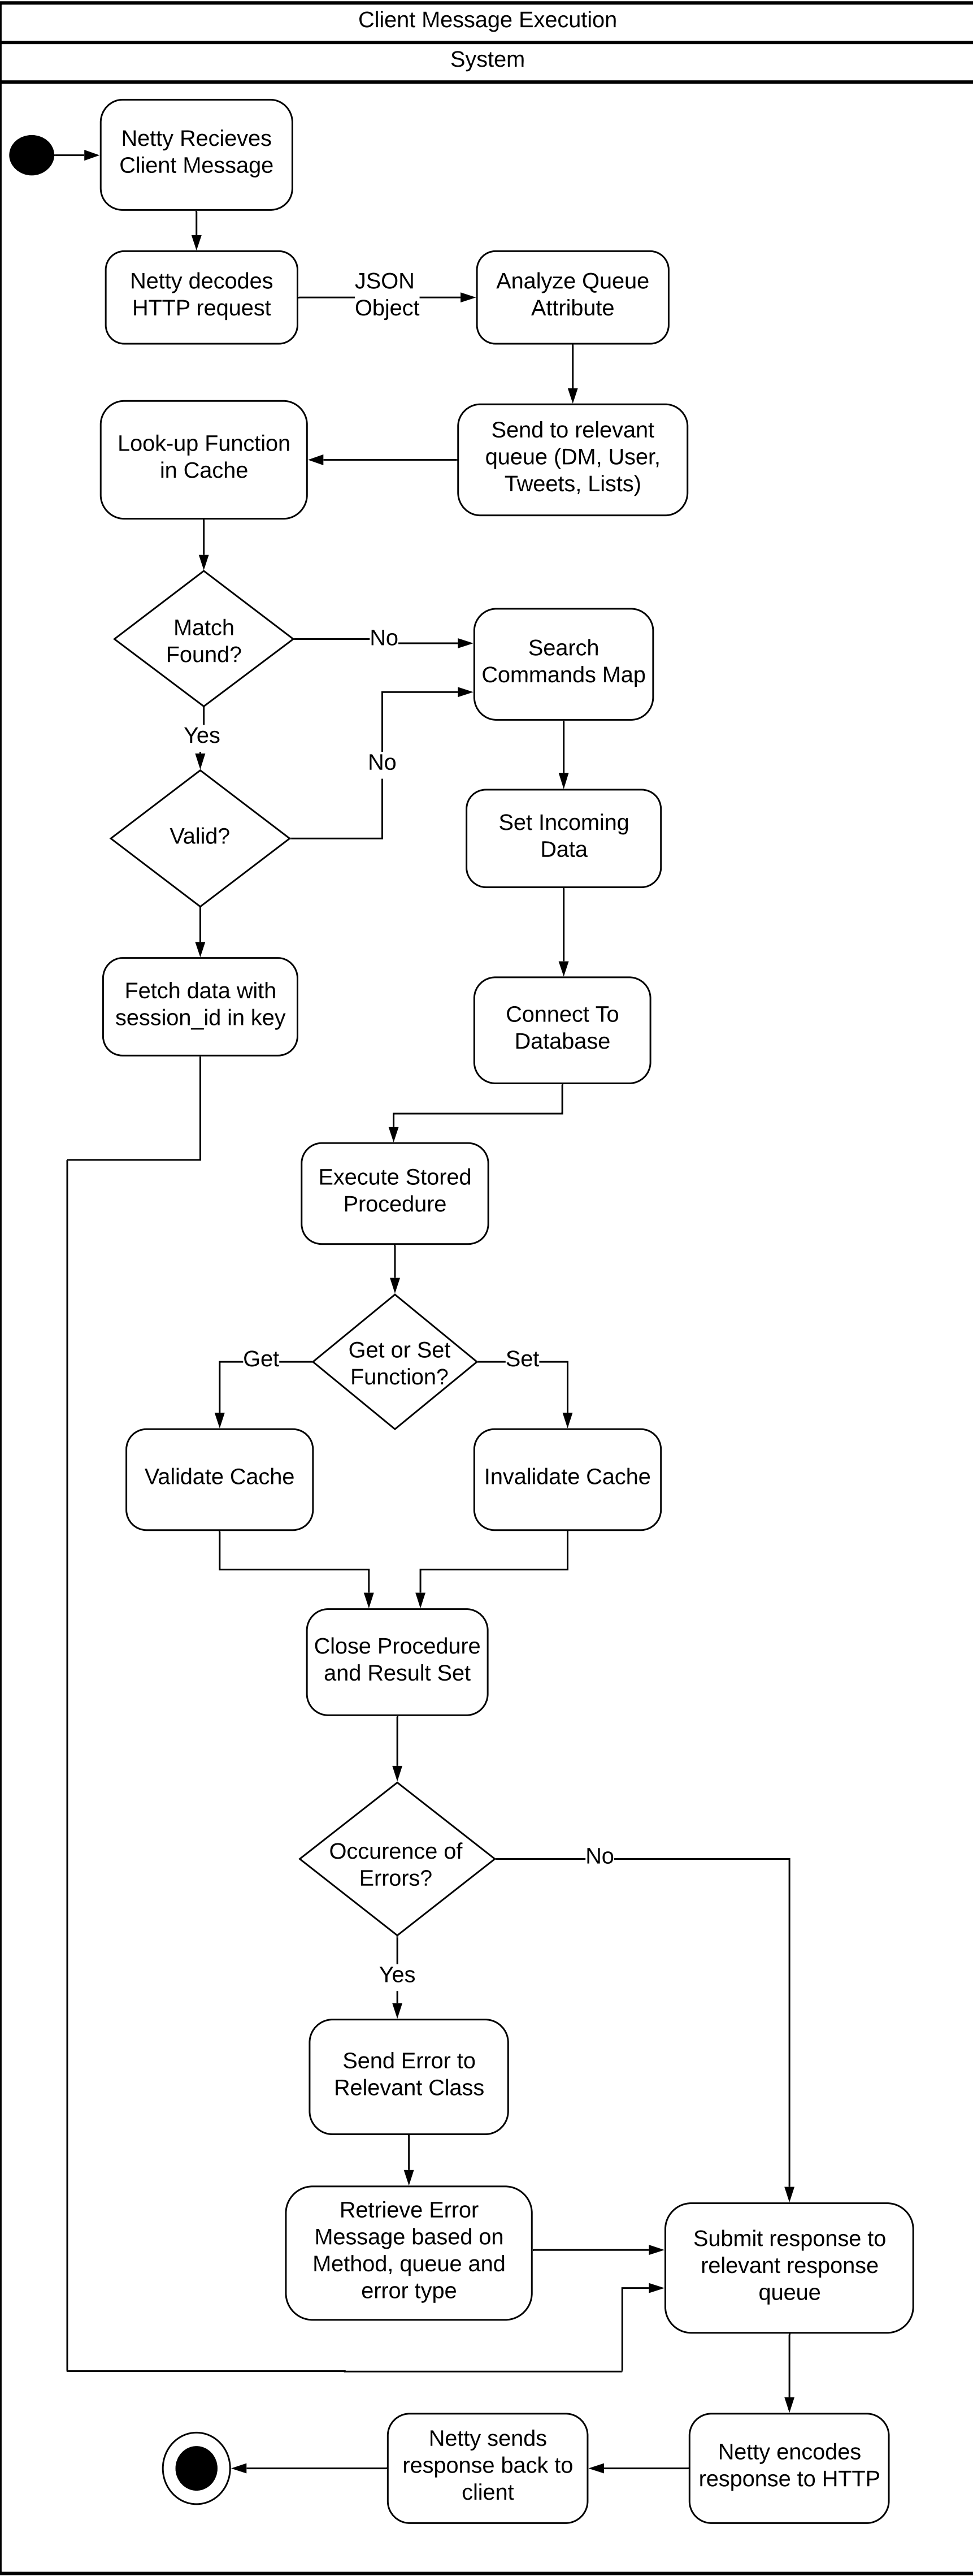 Client Message Execution
System
Netty Recieves
Client Message
Netty decodes
HTTP request
JSON
Object
Analyze Queue
Attribute
Send to relevant
queue (DM, User,
Tweets, Lists)
Look-up Function
in Cache
Match
Found?
No
Search
Commands Map
Yes
No
Valid?
Set Incoming
Data
Fetch data with
session_id in key
Connect To
Database
Execute Stored
Procedure
Get or Set
Function?
Get
Set
Validate Cache
Invalidate Cache
Close Procedure
and Result Set
Occurence of
Errors?
No
Yes
Send Error to
Relevant Class
Retrieve Error
Message based on
Method, queue and
error type
Submit response to
relevant response
queue
Netty encodes
response to HTTP
Netty sends
response back to
client